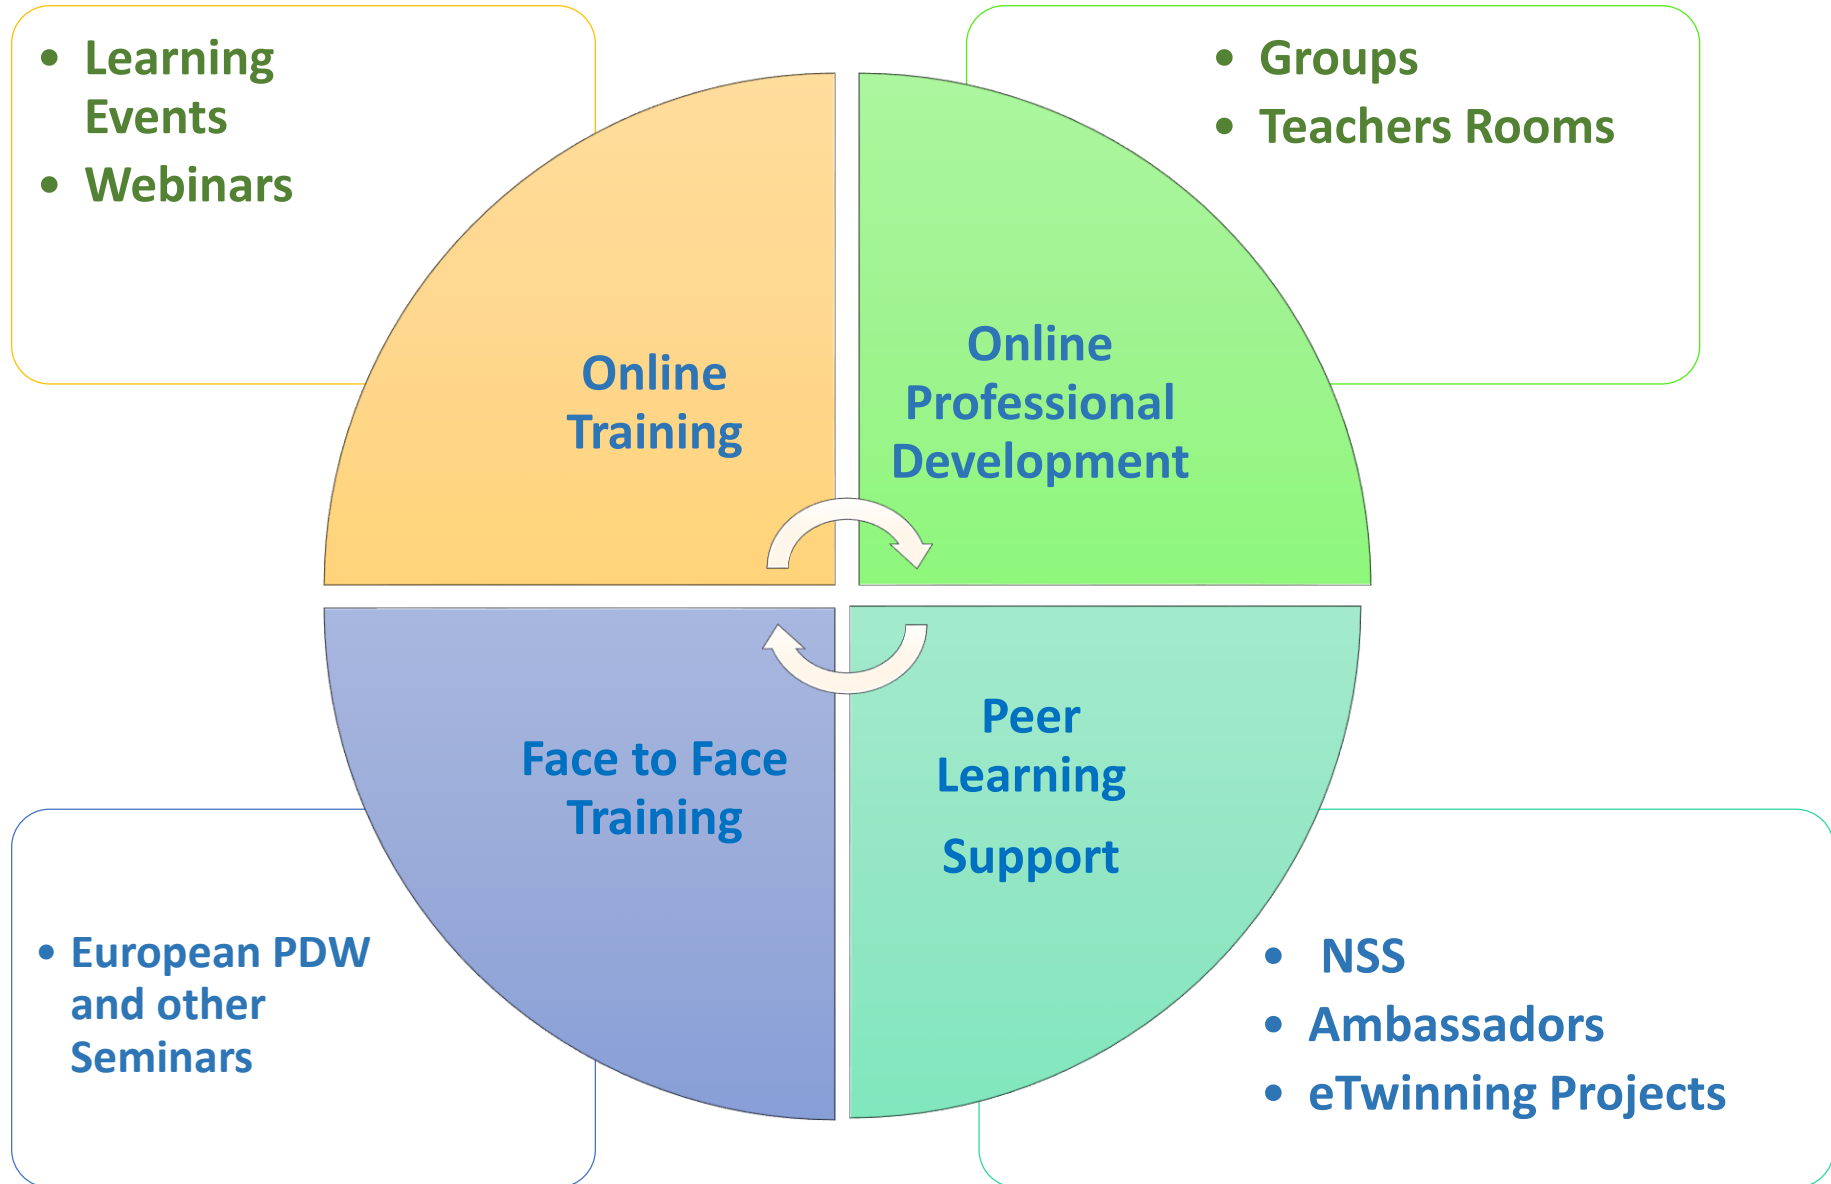 • Learning
Events
• Webinars
• Groups
• Teachers Rooms
Online
Training
Online
Professional
Development
Face to Face
Training
Peer
Learning
Support
• European PDW
and other
Seminars
• NSS
• Ambassadors
• eTwinning Projects